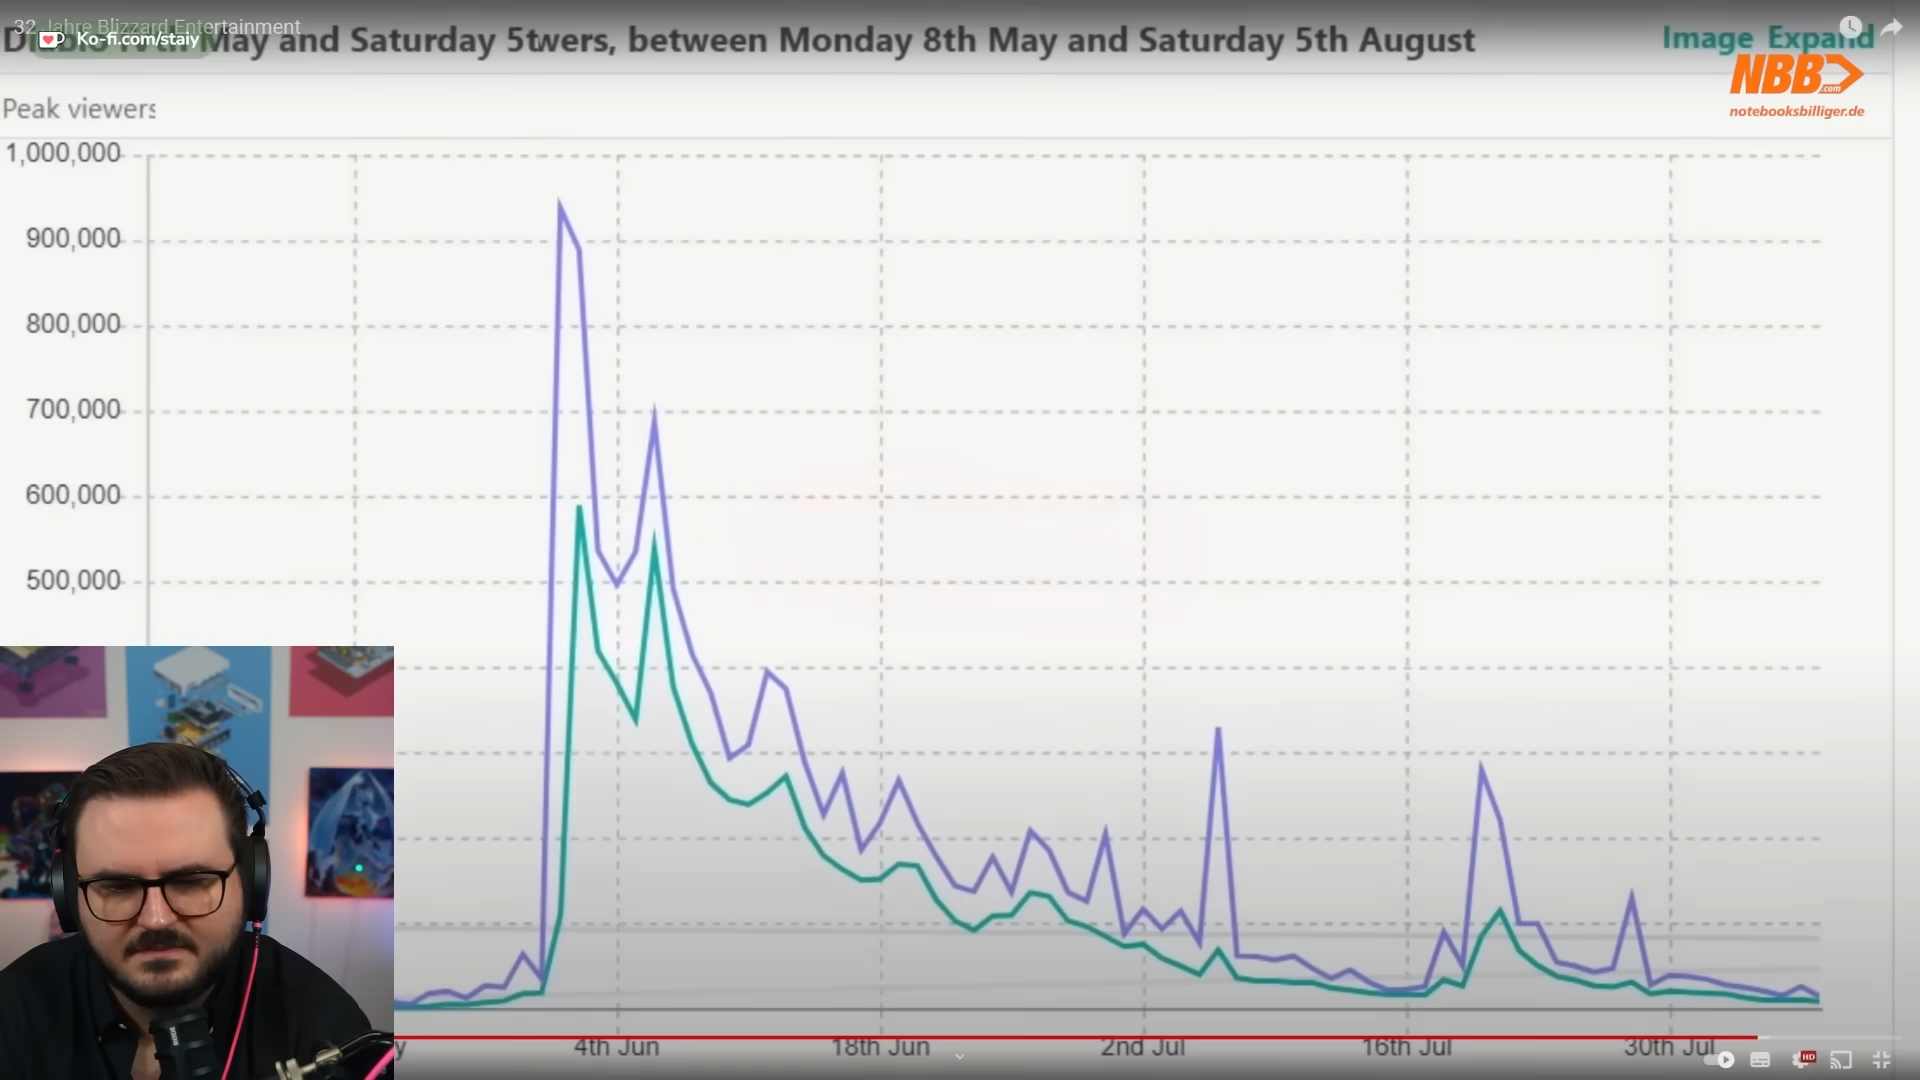 32 Jahre Blizzard Entertainment
Ko-fi.com/staiy
May and Saturday 5twers, between Monday 8th May and Saturday 5th August
Image Expand
NBB.com
notebooksbilliger.de
Peak viewers
1,000,000
900,000
800,000
700,000
600,000
500,000
y
4th Jun
18th Jun
2nd Jul
16th Jul
30th Jul
HD